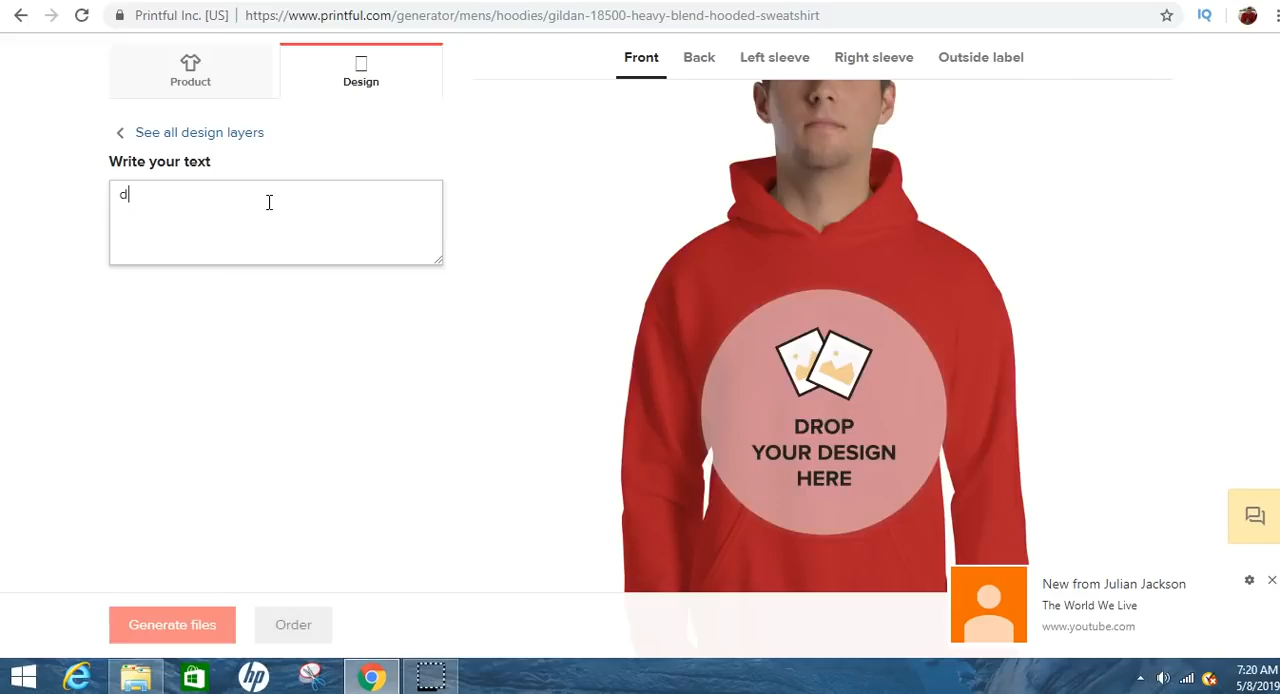 Printful Inc. [US] | https://www.printful.com/generator/mens/hoodies/gildan-18500-heavy-blend-hooded-sweatshirt
IQ
Product
Design
Front Back Left sleeve Right sleeve Outside label
See all design layers
Write your text
d
DROP
YOUR DESIGN
HERE
New from Julian Jackson
The World We Live
www.youtube.com
Generate files
Order
hp
7:20 AM
5/8/2019